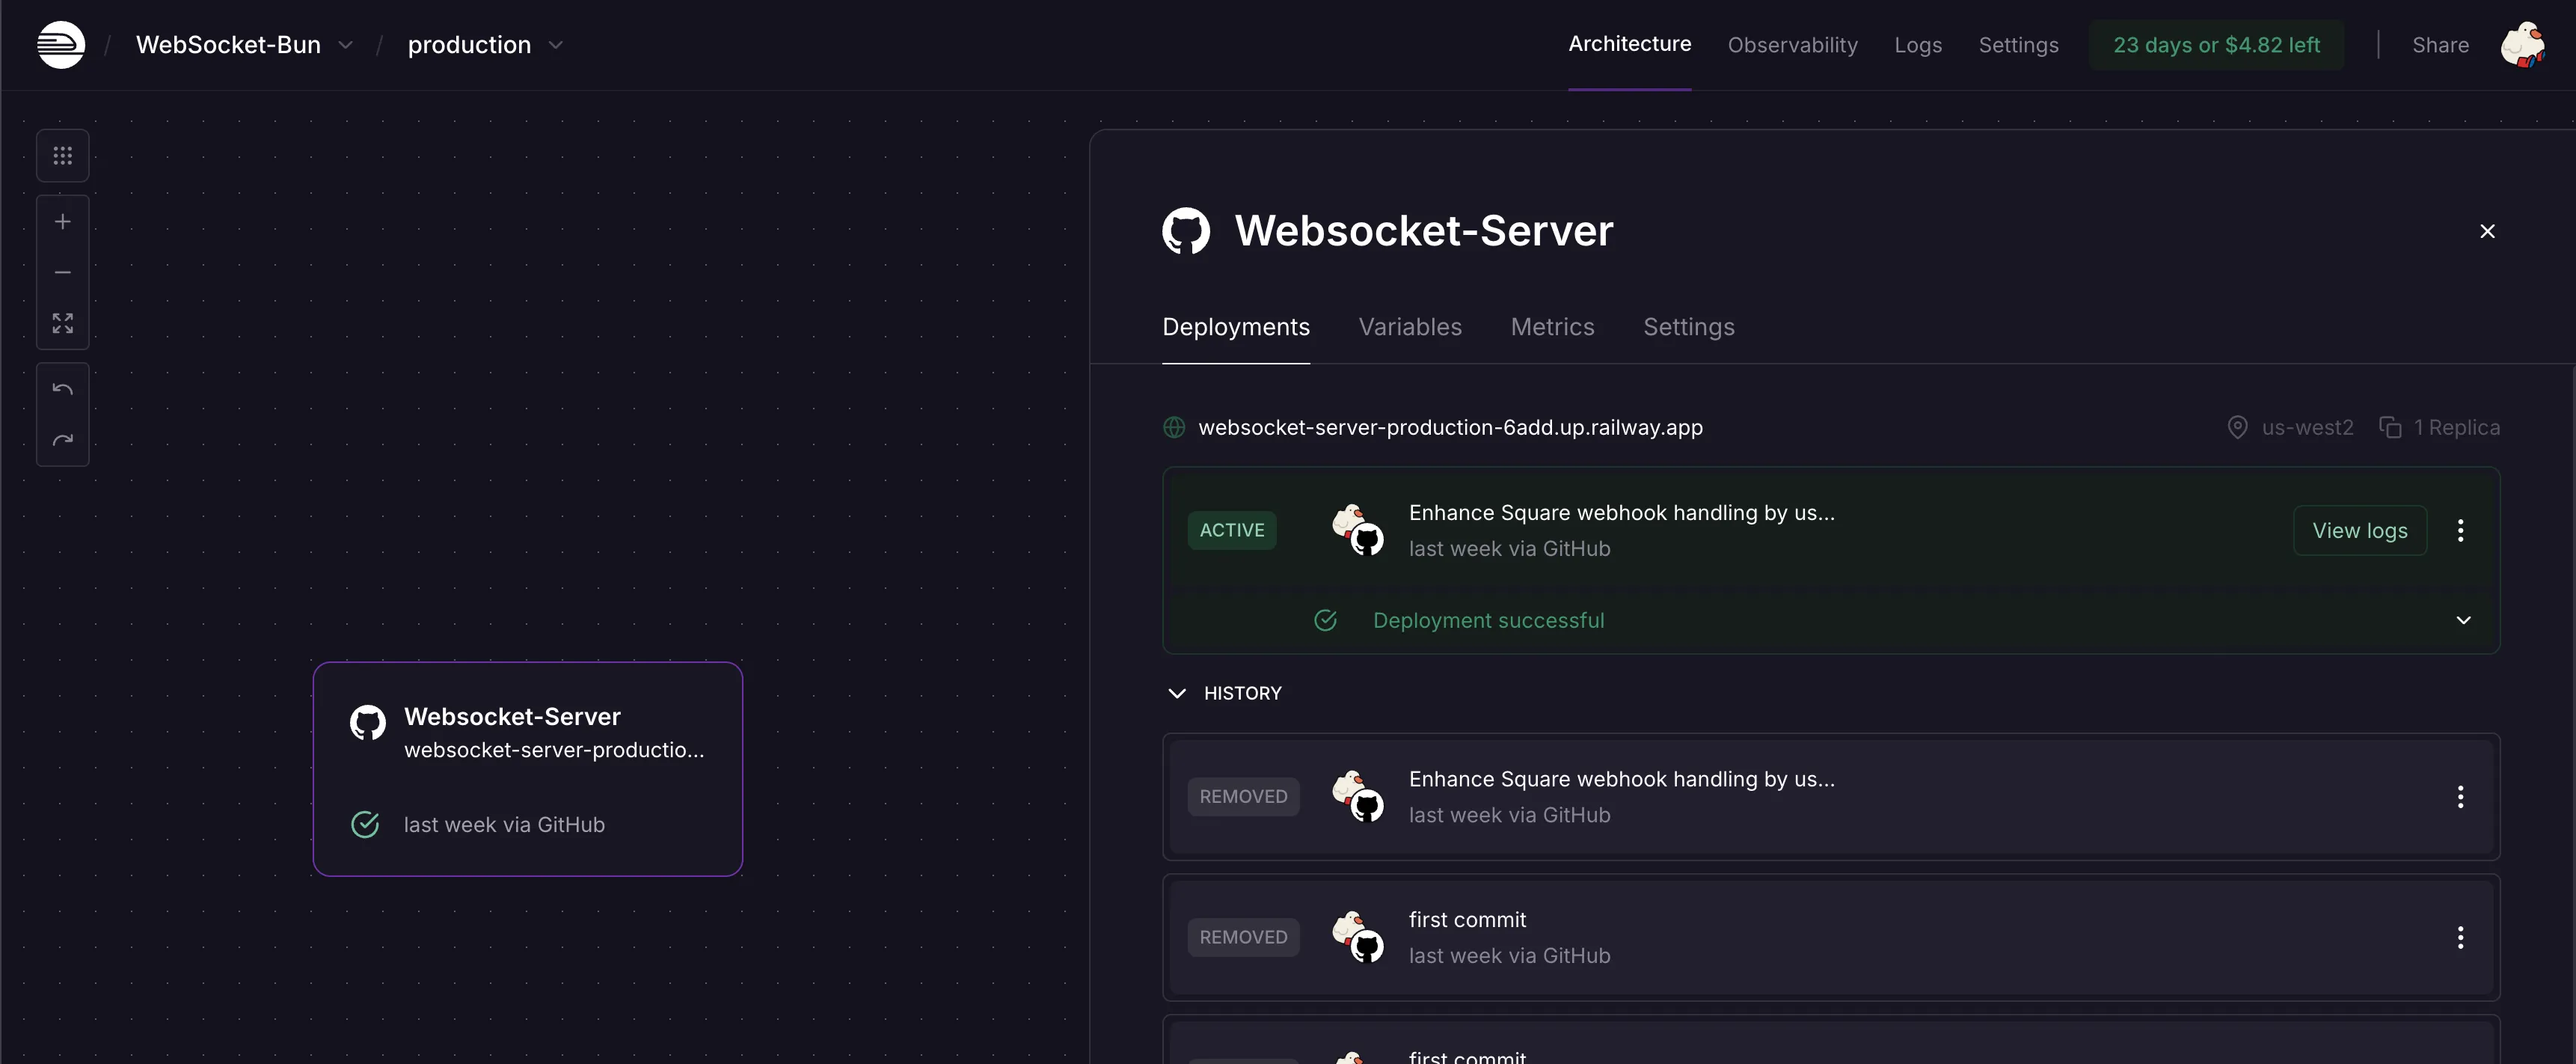 / WebSocket-Bun / production
Architecture Observability Logs Settings 23 days or $4.82 left Share
Websocket-Server
Deployments Variables Metrics Settings
websocket-server-production-6add.up.railway.app us-west2 1 Replica
ACTIVE
Enhance Square webhook handling by us...
last week via GitHub
View logs
Deployment successful
HISTORY
REMOVED
Enhance Square webhook handling by us...
last week via GitHub
REMOVED
first commit
last week via GitHub
first commit
Websocket-Server
websocket-server-productio...
last week via GitHub